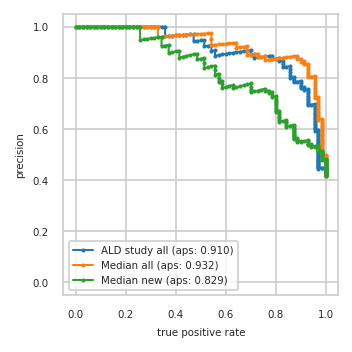 1.0
0.8
0.6
0.4
0.2
0.0
precision
ALD study all (aps: 0.910)
Median all (aps: 0.932)
Median new (aps: 0.829)
0.0 0.2 0.4 0.6 0.8 1.0
true positive rate